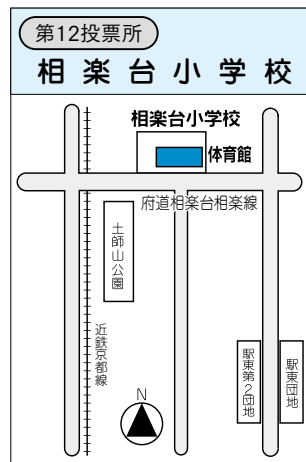 第12投票所
相楽台小学校
相楽台小学校
体育館
府道相楽台相楽線
土師山公園
近鉄京都線
駅東第2団地
駅東団地
N